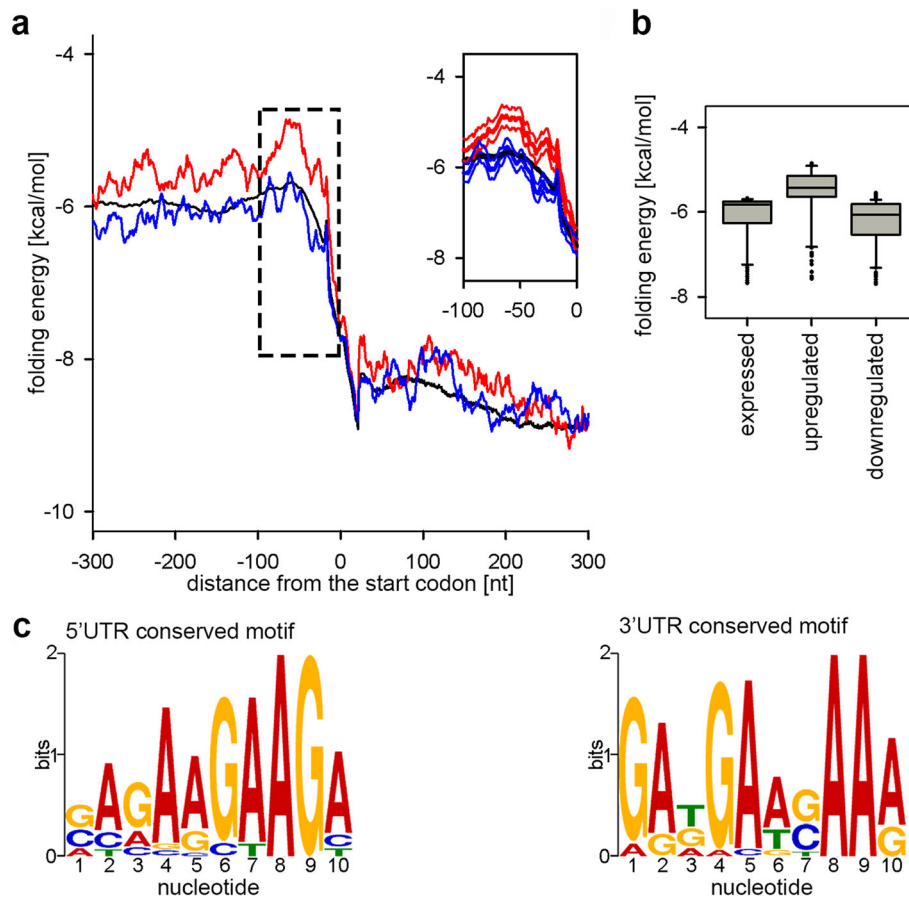 a
b
folding energy [kcal/mol]
-4
-6
-8
-10
-300
-200
-100
0
100
200
300
distance from the start codon [nt]
-4
-6
-8
-100
-50
0
folding energy [kcal/mol]
-4
-6
-8
expressed
upregulated
downregulated
c
5'UTR conserved motif
bits
2
1
0
G C A
A C T
G A C
A G C
A G C
G C
A T
A
G
A C T
1 2 3 4 5 6 7 8 9 10
nucleotide
3'UTR conserved motif
bits
2
1
0
G A
A G
T G A
G A
A C
A T G
G C T
A
A
A G
1 2 3 4 5 6 7 8 9 10
nucleotide